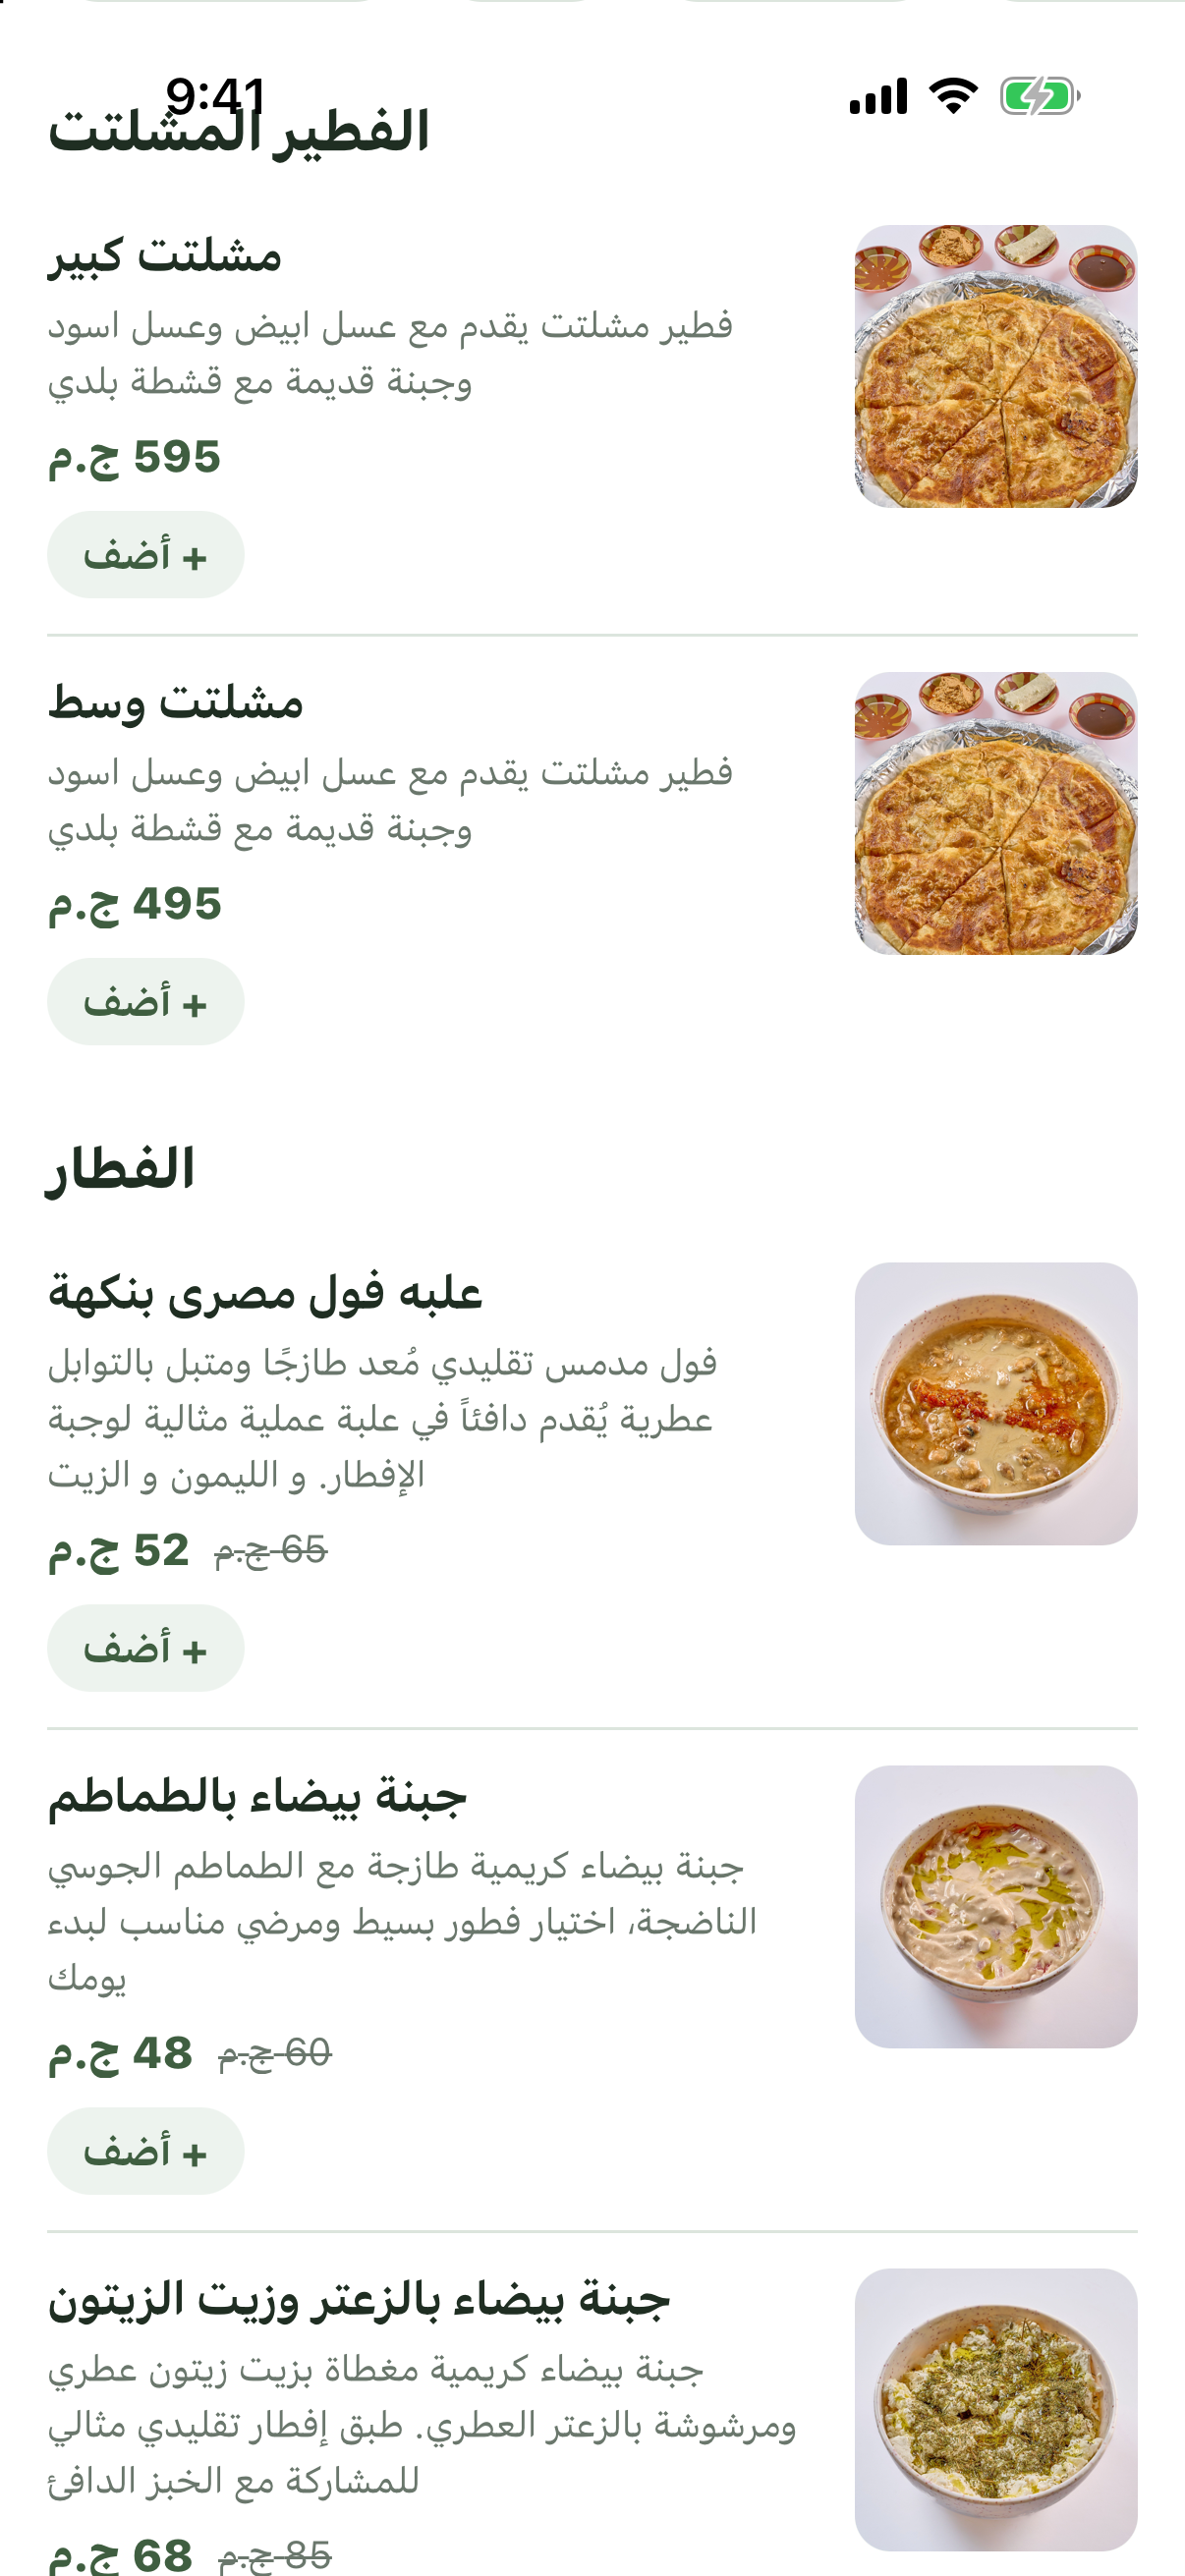 9:41
الفطير المشلتت
مشلتت كبير
فطير مشلتت يقدم مع عسل ابيض وعسل اسود
وجبنة قديمة مع قشطة بلدي
595 ج.م
+ أضف
مشلتت وسط
فطير مشلتت يقدم مع عسل ابيض وعسل اسود
وجبنة قديمة مع قشطة بلدي
495 ج.م
+ أضف
الفطار
علبه فول مصرى بنكهة
فول مدمس تقليدي مُعد طازجًا ومتبل بالتوابل
عطرية يُقدم دافئاً في علبة عملية مثالية لوجبة
الإفطار. و الليمون و الزيت
52 ج.م 65 ج.م
+ أضف
جبنة بيضاء بالطماطم
جبنة بيضاء كريمية طازجة مع الطماطم الجوسي
الناضجة، اختيار فطور بسيط ومرضي مناسب لبدء
يومك
48 ج.م 60 ج.م
+ أضف
جبنة بيضاء بالزعتر وزيت الزيتون
جبنة بيضاء كريمية مغطاة بزيت زيتون عطري
ومرشوشة بالزعتر العطري. طبق إفطار تقليدي مثالي
للمشاركة مع الخبز الدافئ
68 ج.م 85 ج.م